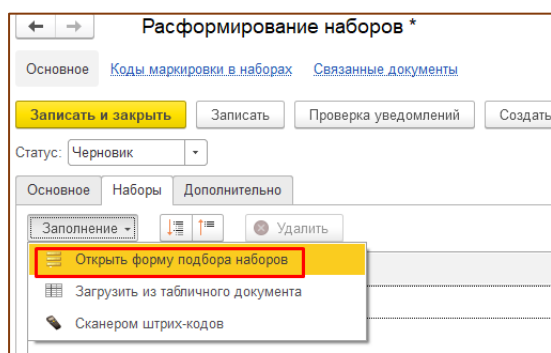 Расформирование наборов *
Основное Коды маркировки в наборах Связанные документы
Записать и закрыть Записать Проверка уведомлений Создать
Статус: Черновик
Основное Наборы Дополнительно
Заполнение Удалить
Открыть форму подбора наборов
Загрузить из табличного документа
Сканером штрих-кодов